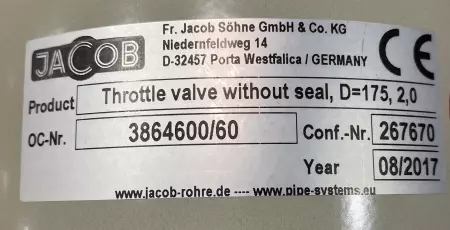 JACOB
Fr. Jacob Söhne GmbH & Co. KG
Niedernfeldweg 14
D-32457 Porta Westfalica / GERMANY
CE
Product Throttle valve without seal, D=175, 2,0
OC-Nr. 3864600/60 Conf.-Nr. 267670
Year 08/2017
www.jacob-rohre.de ---- www.pipe-systems.eu